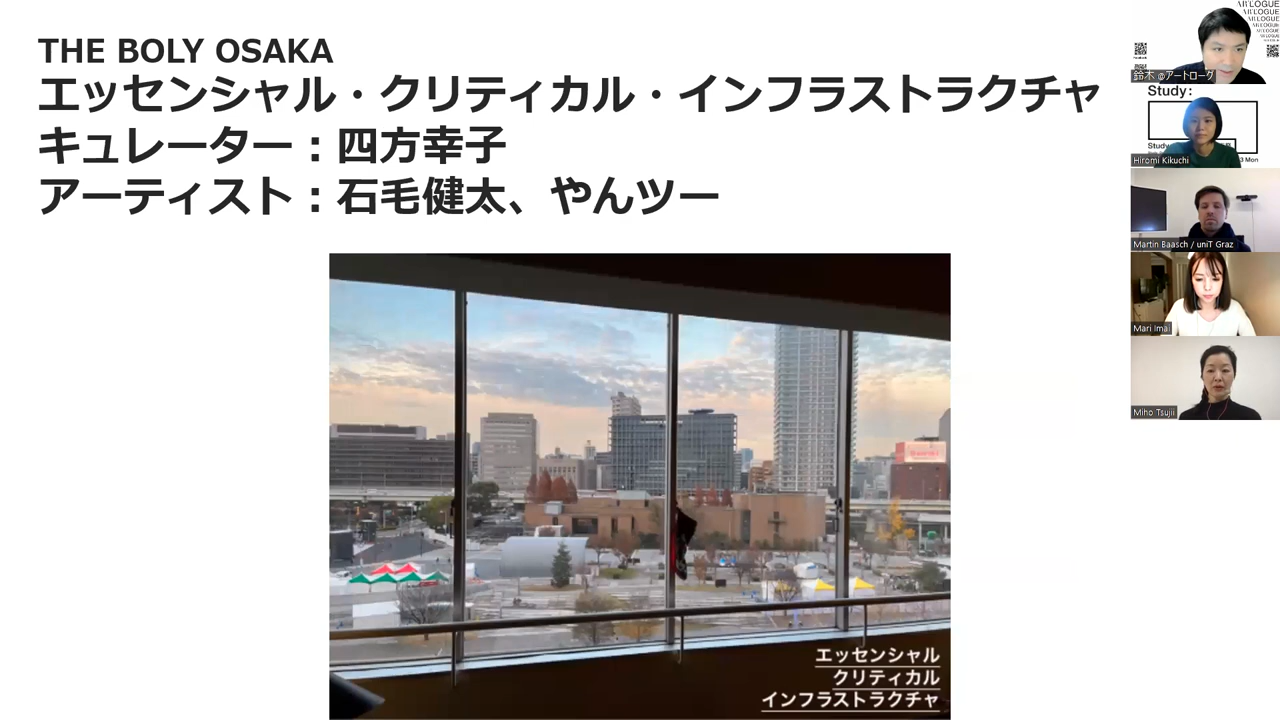 THE BOLY OSAKA
エッセンシャル・クリティカル・インフラストラクチャ
キュレーター：四方幸子
アーティスト：石毛健太、やんツー
エッセンシャル
クリティカル
インフラストラクチャ
鈴木 @アートローグ
Study:
Hiromi Kikuchi
3 Mon
Martin Baasch / uniT Graz
Mari Imai
Miho Tsujii